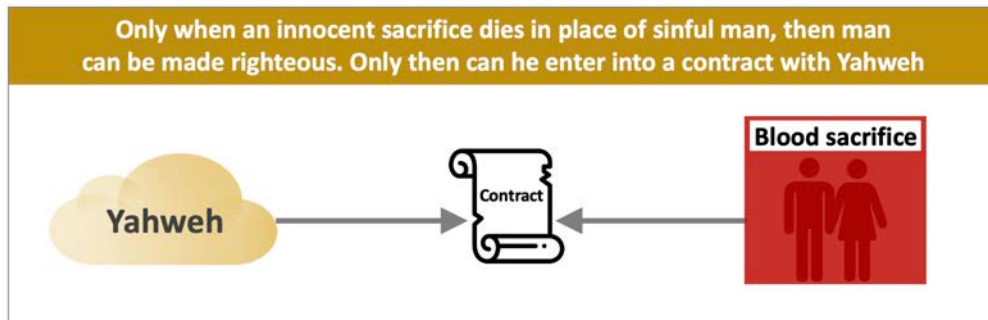 Only when an innocent sacrifice dies in place of sinful man, then man
can be made righteous. Only then can he enter into a contract with Yahweh
Yahweh
Contract
Blood sacrifice